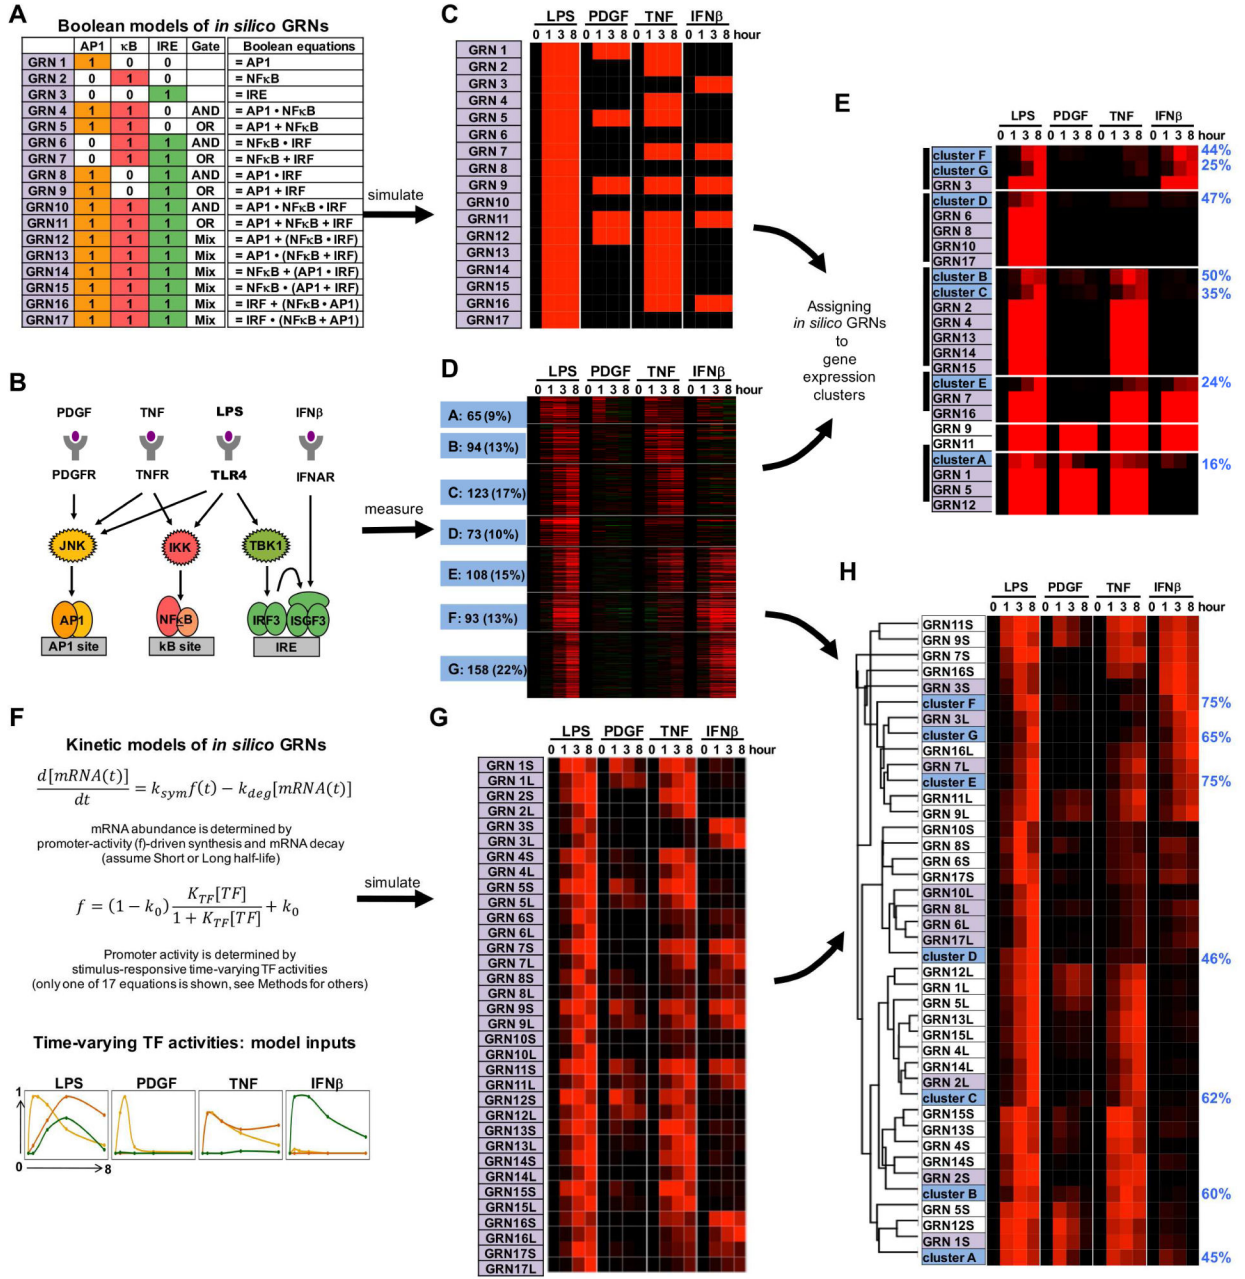 A
Boolean models of in silico GRNs
AP1 κB IRE Gate Boolean equations
GRN 1 1 0 0 = AP1
GRN 2 0 1 0 = NFκB
GRN 3 0 0 1 = IRE
GRN 4 1 1 0 AND = AP1 • NFκB
GRN 5 1 1 0 OR = AP1 + NFκB
GRN 6 0 1 1 AND = NFκB • IRF
GRN 7 0 1 1 OR = NFκB + IRF
GRN 8 1 0 1 AND = AP1 • IRF
GRN 9 1 0 1 OR = AP1 + IRF
GRN10 1 1 1 AND = AP1 • NFκB • IRF
GRN11 1 1 1 OR = AP1 + NFκB + IRF
GRN12 1 1 1 Mix = AP1 + (NFκB • IRF)
GRN13 1 1 1 Mix = AP1 • (NFκB + IRF)
GRN14 1 1 1 Mix = NFκB + (AP1 • IRF)
GRN15 1 1 1 Mix = NFκB • (AP1 + IRF)
GRN16 1 1 1 Mix = IRF + (NFκB • AP1)
GRN17 1 1 1 Mix = IRF • (NFκB + AP1)
simulate
B
PDGF TNF LPS IFNβ
PDGFR TNFR TLR4 IFNAR
JNK IKK TBK1
AP1 NFκB IRF3 ISGF3
AP1 site κB site IRE
measure
C
LPS PDGF TNF IFNβ
0 1 3 8 0 1 3 8 0 1 3 8 0 1 3 8 hour
GRN 1
GRN 2
GRN 3
GRN 4
GRN 5
GRN 6
GRN 7
GRN 8
GRN 9
GRN10
GRN11
GRN12
GRN13
GRN14
GRN15
GRN16
GRN17
D
LPS PDGF TNF IFNβ
0 1 3 8 0 1 3 8 0 1 3 8 0 1 3 8 hour
A: 65 (9%)
B: 94 (13%)
C: 123 (17%)
D: 73 (10%)
E: 108 (15%)
F: 93 (13%)
G: 158 (22%)
Assigning
in silico GRNs
to
gene
expression
clusters
E
LPS PDGF TNF IFNβ
0 1 3 8 0 1 3 8 0 1 3 8 0 1 3 8 hour
cluster F 44%
cluster G 25%
GRN 3
cluster D 47%
GRN 6
GRN 8
GRN10
GRN17
cluster B 50%
cluster C 35%
GRN 2
GRN 4
GRN13
GRN14
GRN15
cluster E 24%
GRN 7
GRN16
GRN 9
GRN11
cluster A 16%
GRN 1
GRN 5
GRN12
F
Kinetic models of in silico GRNs
d[mRNA(t)]/dt = k_sym f(t) − k_deg[mRNA(t)]
mRNA abundance is determined by
promoter-activity (f)-driven synthesis and mRNA decay
(assume Short or Long half-life)
f = (1 − k₀) K_TF[TF]/(1 + K_TF[TF]) + k₀
Promoter activity is determined by
stimulus-responsive time-varying TF activities
(only one of 17 equations is shown, see Methods for others)
Time-varying TF activities: model inputs
LPS PDGF TNF IFNβ
1
0 8
simulate
G
LPS PDGF TNF IFNβ
0 1 3 8 0 1 3 8 0 1 3 8 0 1 3 8 hour
GRN 1S
GRN 1L
GRN 2S
GRN 2L
GRN 3S
GRN 3L
GRN 4S
GRN 4L
GRN 5S
GRN 5L
GRN 6S
GRN 6L
GRN 7S
GRN 7L
GRN 8S
GRN 8L
GRN 9S
GRN 9L
GRN10S
GRN10L
GRN11S
GRN11L
GRN12S
GRN12L
GRN13S
GRN13L
GRN14S
GRN14L
GRN15S
GRN15L
GRN16S
GRN16L
GRN17S
GRN17L
H
LPS PDGF TNF IFNβ
0 1 3 8 0 1 3 8 0 1 3 8 0 1 3 8 hour
GRN11S
GRN 9S
GRN 7S
GRN16S
GRN 3S
cluster F 75%
GRN 3L
cluster G 65%
GRN16L
GRN 7L
cluster E 75%
GRN11L
GRN 9L
GRN10S
GRN 8S
GRN 6S
GRN17S
GRN10L
GRN 8L
GRN 6L
GRN17L
cluster D 46%
GRN12L
GRN 1L
GRN 5L
GRN13L
GRN15L
GRN 4L
GRN14L
GRN 2L
cluster C 62%
GRN15S
GRN13S
GRN 4S
GRN14S
GRN 2S
cluster B 60%
GRN 5S
GRN12S
GRN 1S
cluster A 45%